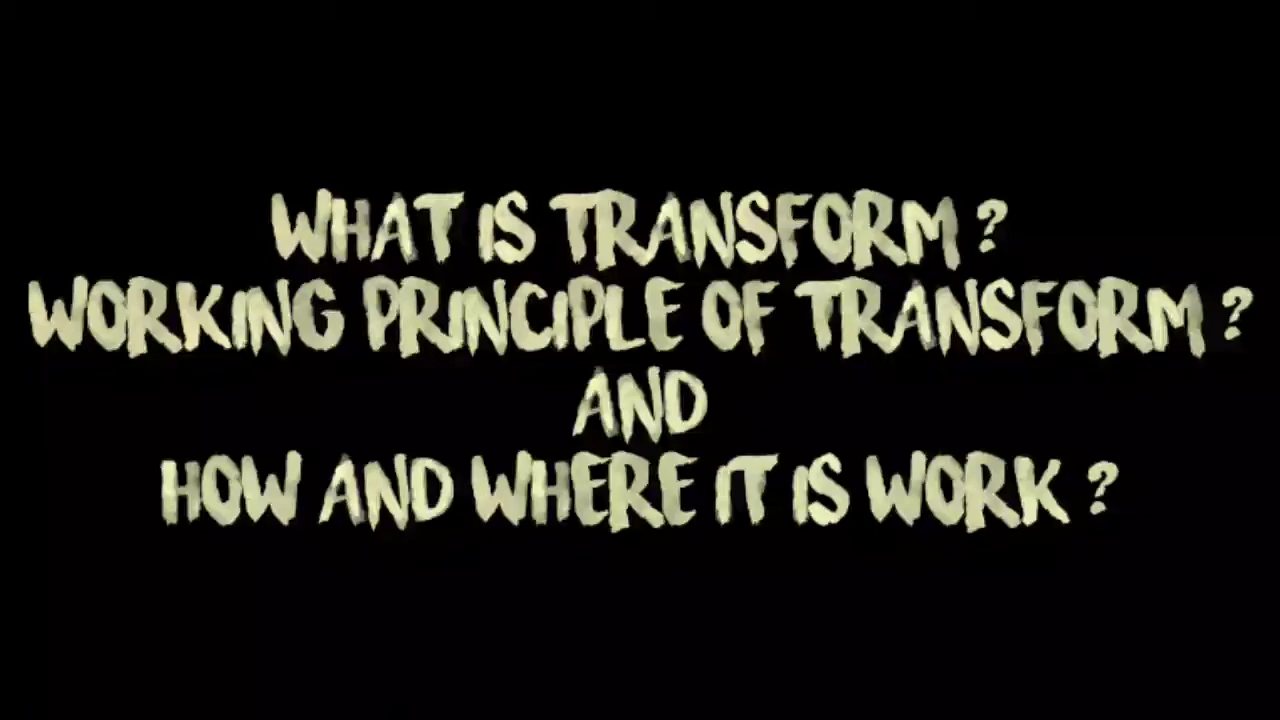 WHAT IS TRANSFORM ?
WORKING PRINCIPLE OF TRANSFORM ?
AND
HOW AND WHERE IT IS WORK ?